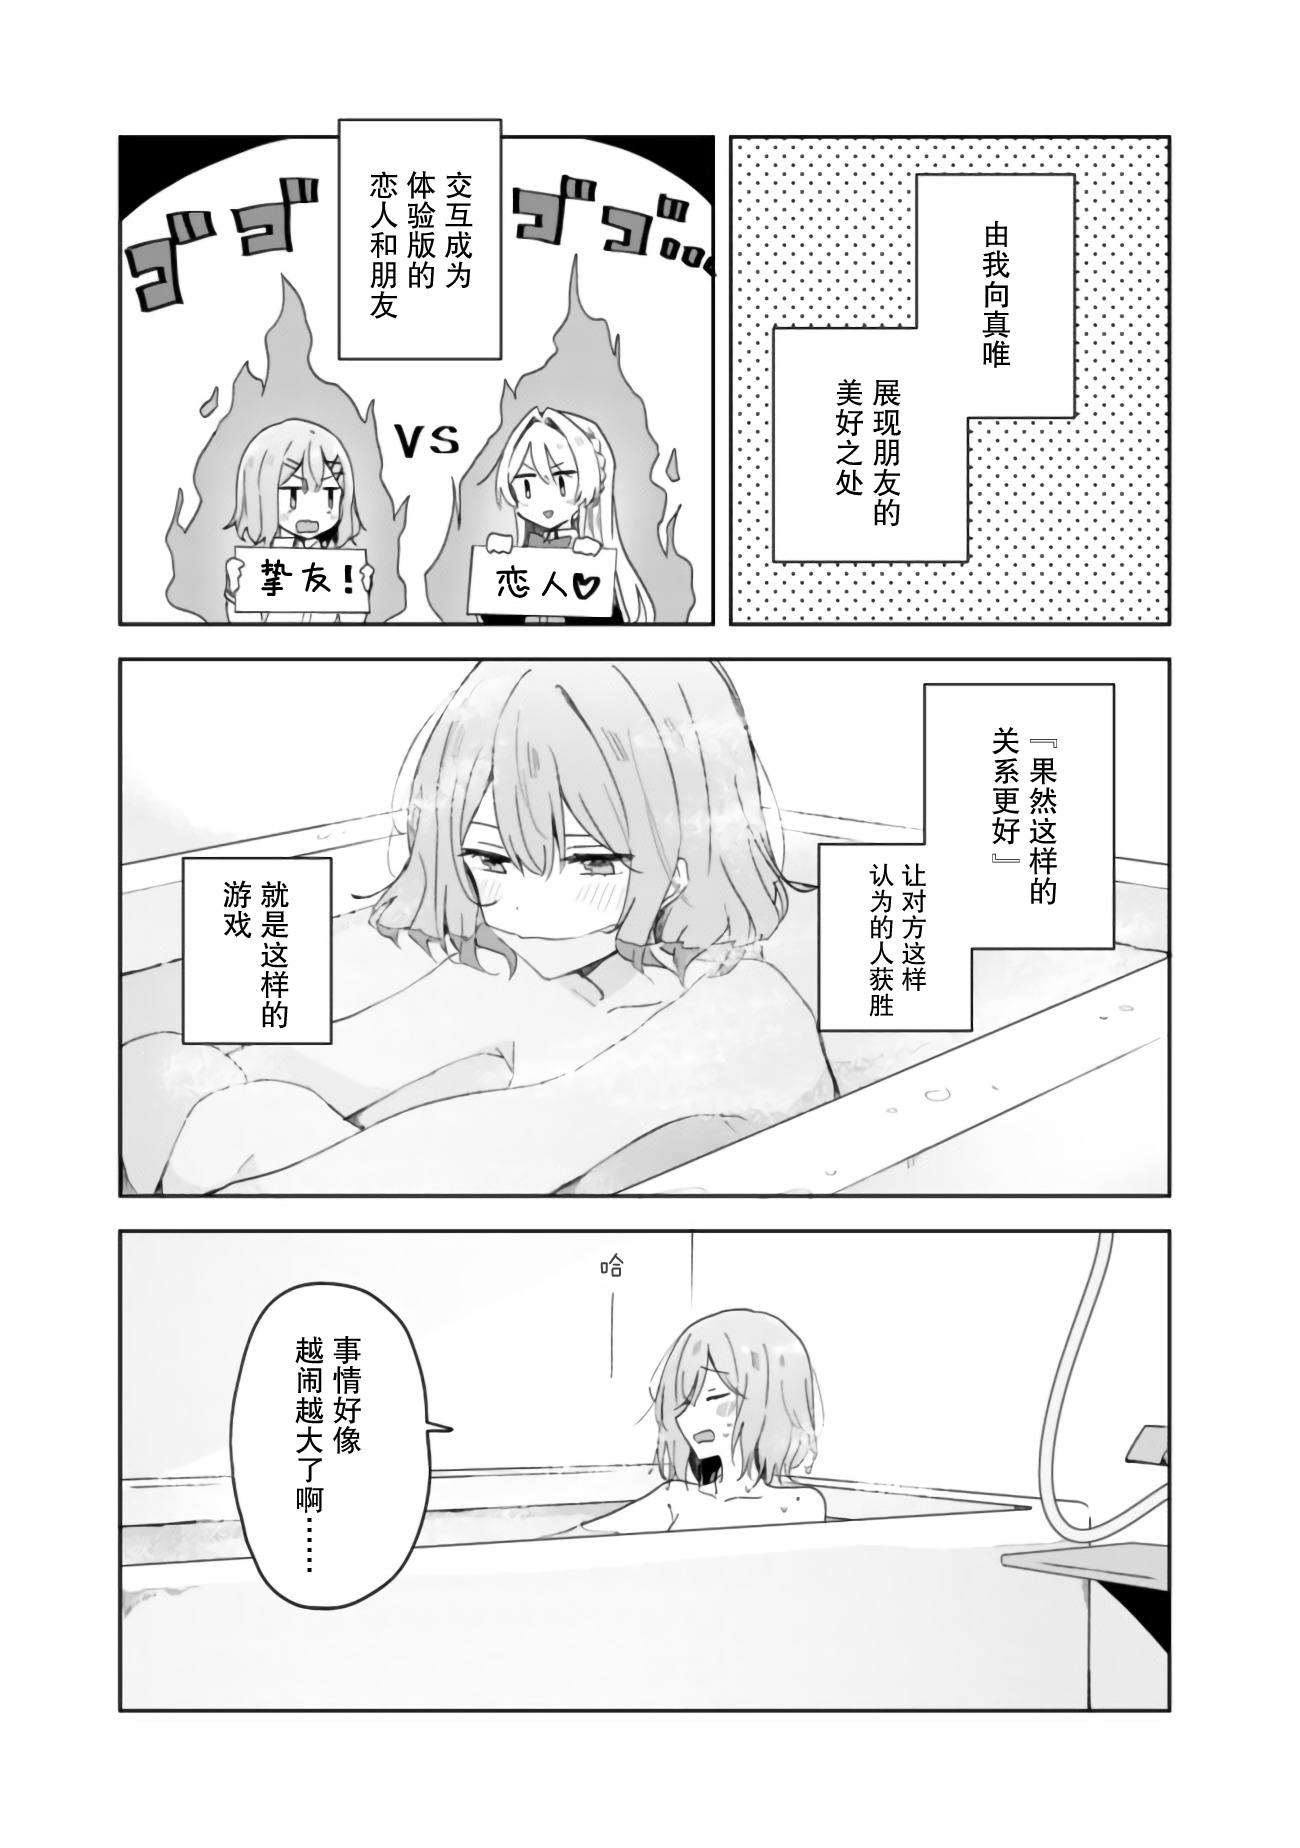 由我向真唯
展现朋友的
美好之处
交互成为
体验版的
恋人和朋友
ゴゴゴゴ…
VS
挚友!
恋人♥
『果然这样的
关系更好』
让对方这样
认为的人获胜
就是这样的
游戏
哈
事情好像
越闹越大了啊……